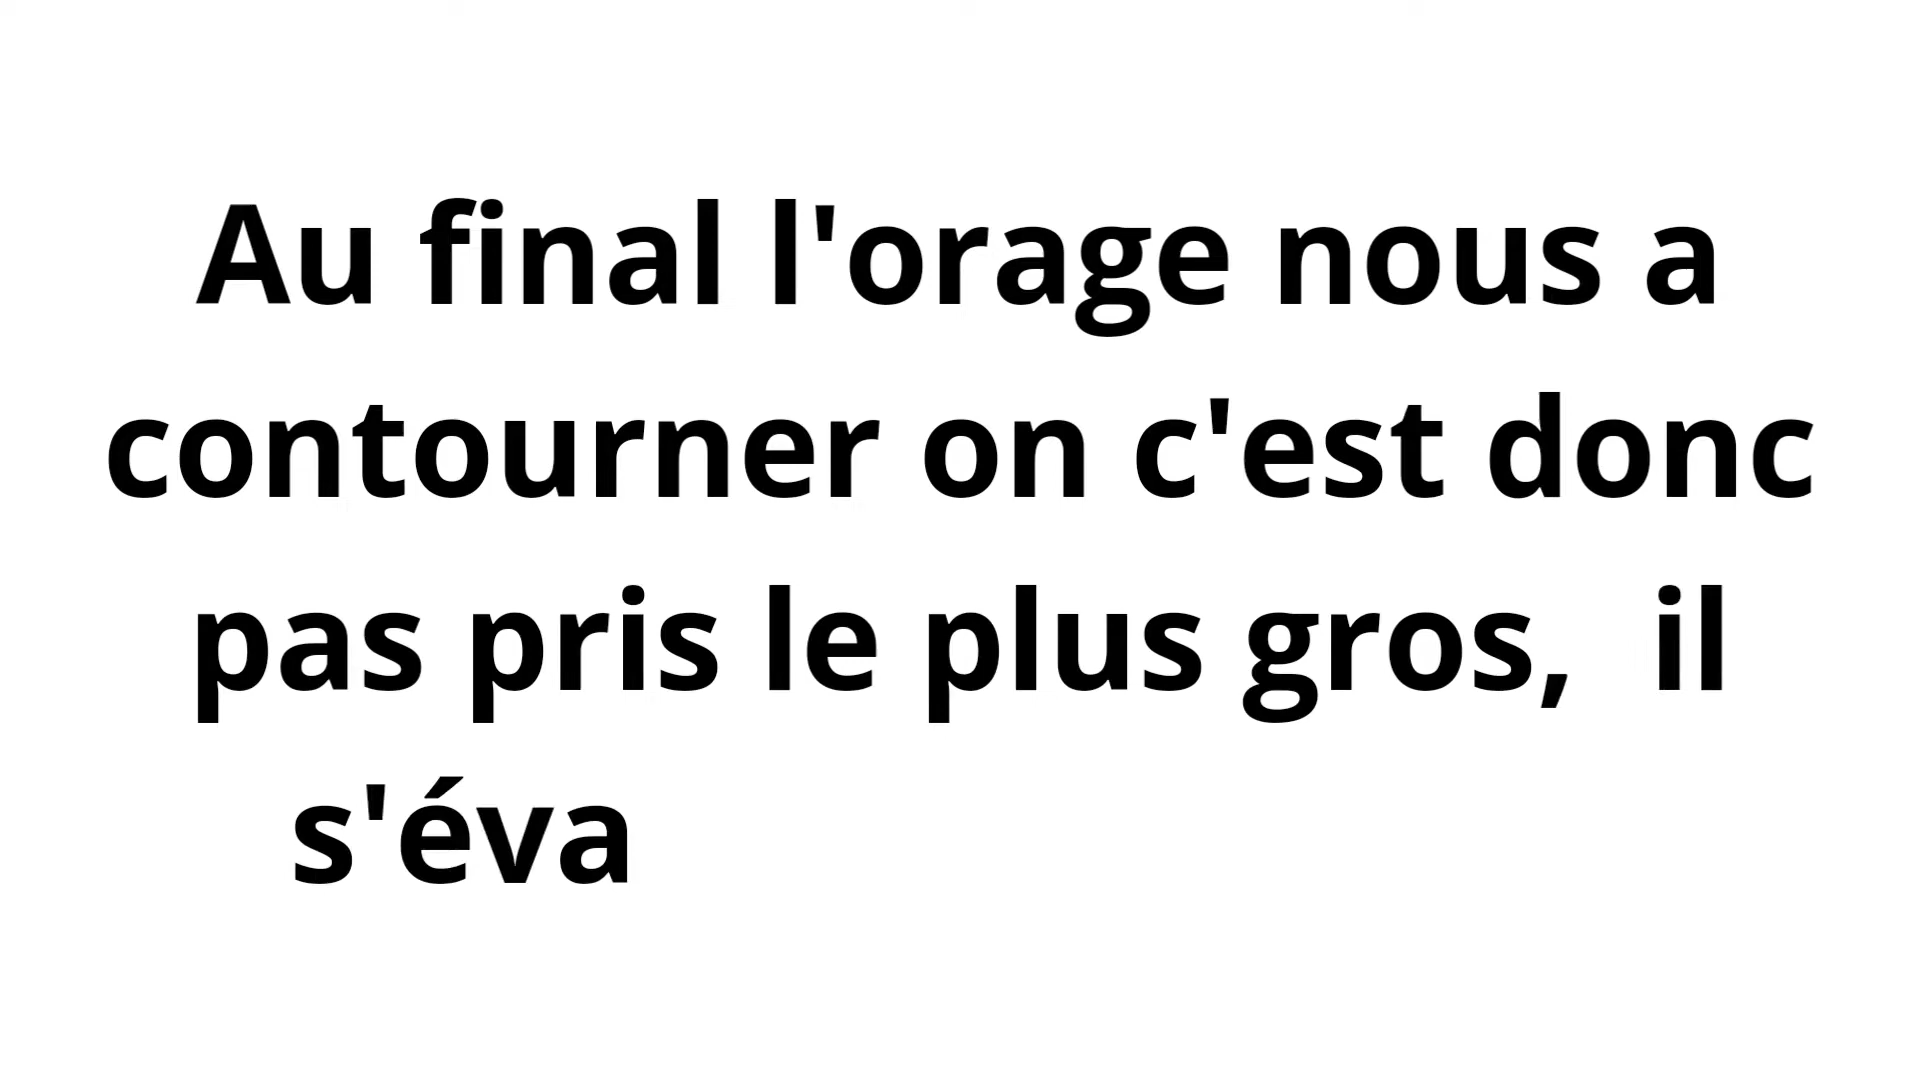 Au final l'orage nous a
contourner on c'est donc
pas pris le plus gros,  il
s'éva